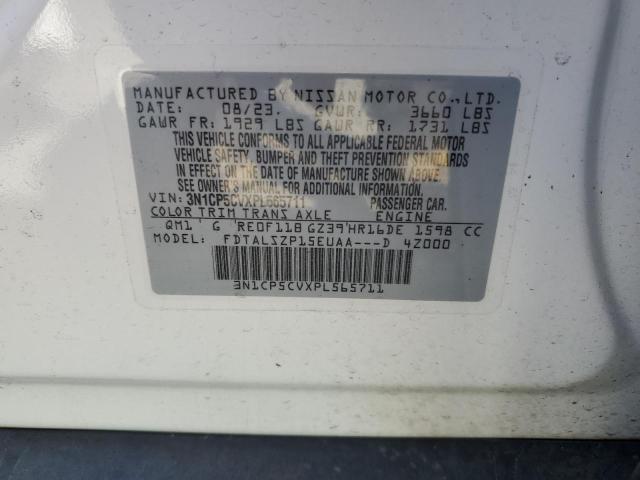 MANUFACTURED BY NISSAN MOTOR CO., LTD.
DATE: 08/23. GVWR: 3660 LBS
GAWR FR: 1929 LBS GAWR RR: 1731 LBS
THIS VEHICLE CONFORMS TO ALL APPLICABLE FEDERAL MOTOR
VEHICLE SAFETY, BUMPER AND THEFT PREVENTION STANDARDS
IN EFFECT ON THE DATE OF MANUFACTURE SHOWN ABOVE.
*SEE OWNER'S MANUAL FOR ADDITIONAL INFORMATION.
VIN: 3N1CP5CVXPL565711 PASSENGER CAR.
COLOR TRIM TRANS AXLE ENGINE
QM1 G RE0F11B GZ39 HR16DE 1598 CC
MODEL: FDTALSZP15EUAA---D 4Z000
3N1CP5CVXPL565711